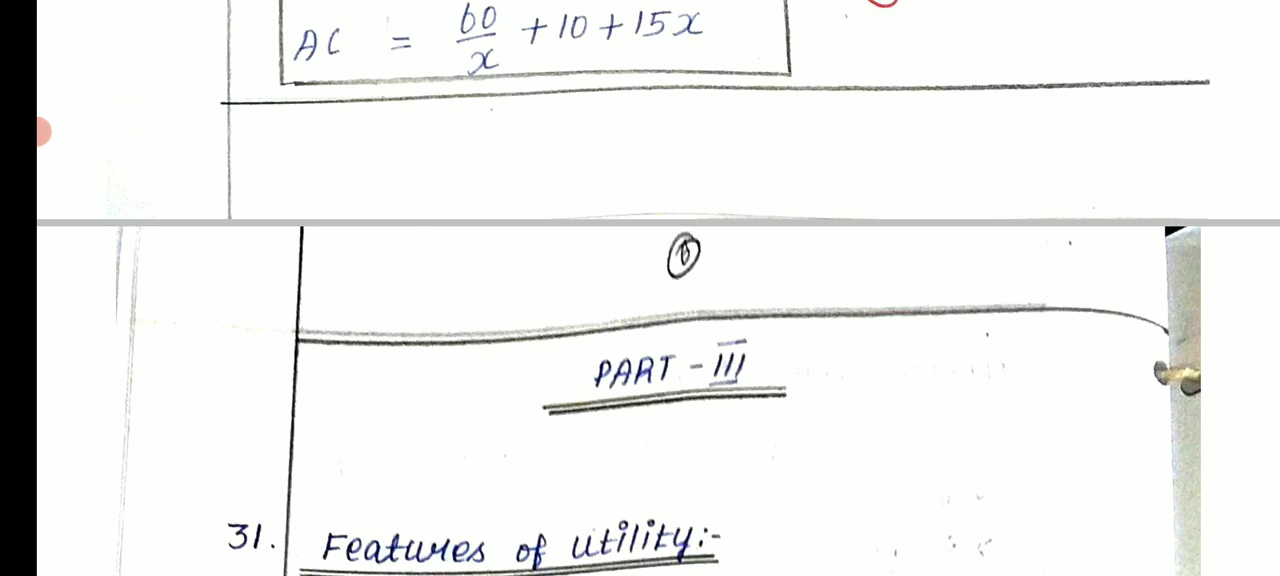 AC = 60/x + 10 + 15x
PART - III
31. Features of utility:-